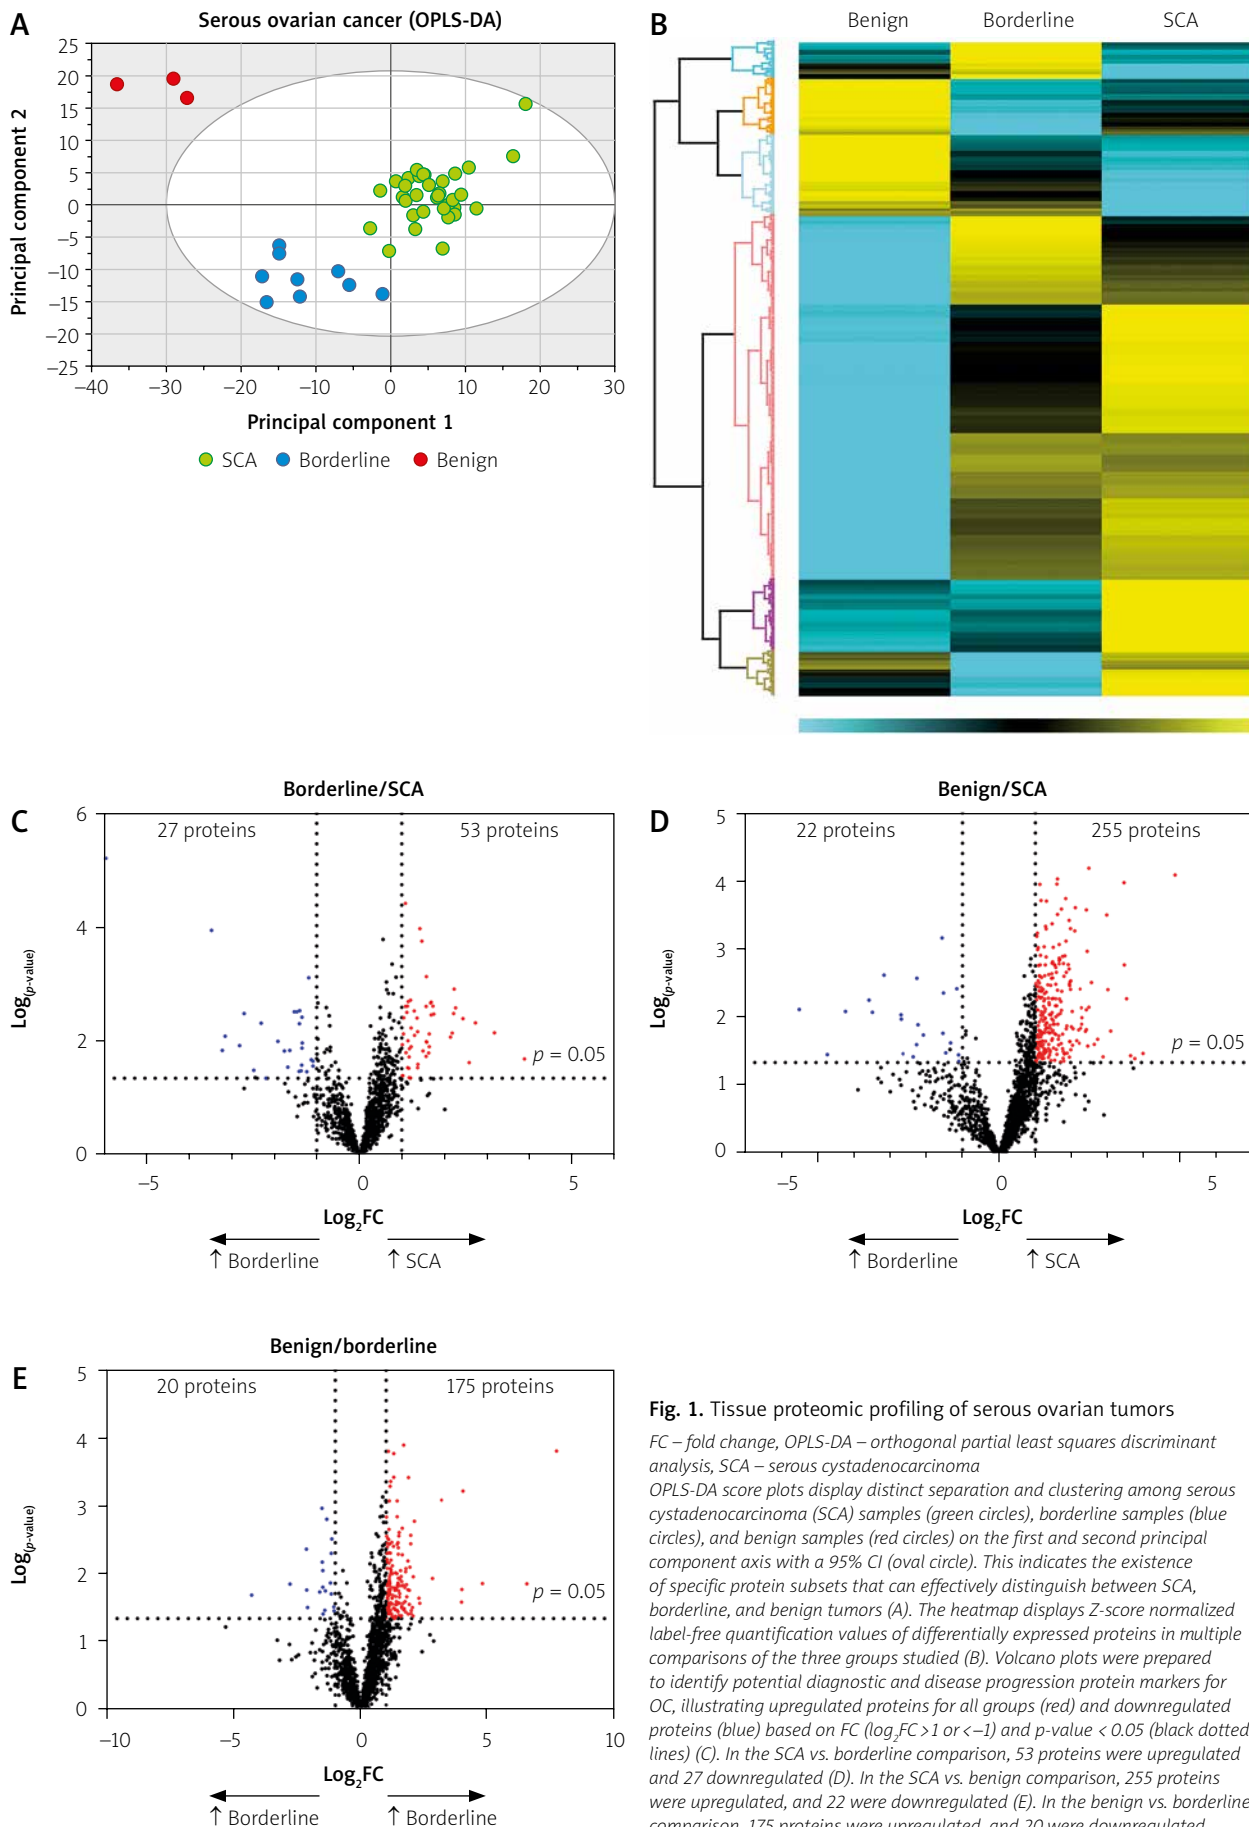 A
Serous ovarian cancer (OPLS-DA)
Principal component 2
25
20
15
10
5
0
−5
−10
−15
−20
−25
−40 −30 −20 −10 0 10 20 30
Principal component 1
SCA Borderline Benign
B
Benign Borderline SCA
C
Borderline/SCA
27 proteins 53 proteins
Log(p-value)
6
4
2
0
p = 0.05
−5 0 5
Log2FC
↑ Borderline ↑ SCA
D
Benign/SCA
22 proteins 255 proteins
Log(p-value)
5
4
3
2
1
0
p = 0.05
−5 0 5
Log2FC
↑ Borderline ↑ SCA
E
Benign/borderline
20 proteins 175 proteins
Log(p-value)
5
4
3
2
1
0
p = 0.05
−10 −5 0 5 10
Log2FC
↑ Borderline ↑ Borderline
Fig. 1. Tissue proteomic profiling of serous ovarian tumors
FC – fold change, OPLS-DA – orthogonal partial least squares discriminant
analysis, SCA – serous cystadenocarcinoma
OPLS-DA score plots display distinct separation and clustering among serous
cystadenocarcinoma (SCA) samples (green circles), borderline samples (blue
circles), and benign samples (red circles) on the first and second principal
component axis with a 95% CI (oval circle). This indicates the existence
of specific protein subsets that can effectively distinguish between SCA,
borderline, and benign tumors (A). The heatmap displays Z-score normalized
label-free quantification values of differentially expressed proteins in multiple
comparisons of the three groups studied (B). Volcano plots were prepared
to identify potential diagnostic and disease progression protein markers for
OC, illustrating upregulated proteins for all groups (red) and downregulated
proteins (blue) based on FC (log2FC >1 or <−1) and p-value < 0.05 (black dotted
lines) (C). In the SCA vs. borderline comparison, 53 proteins were upregulated
and 27 downregulated (D). In the SCA vs. benign comparison, 255 proteins
were upregulated, and 22 were downregulated (E). In the benign vs. borderline
comparison, 175 proteins were upregulated, and 20 were downregulated